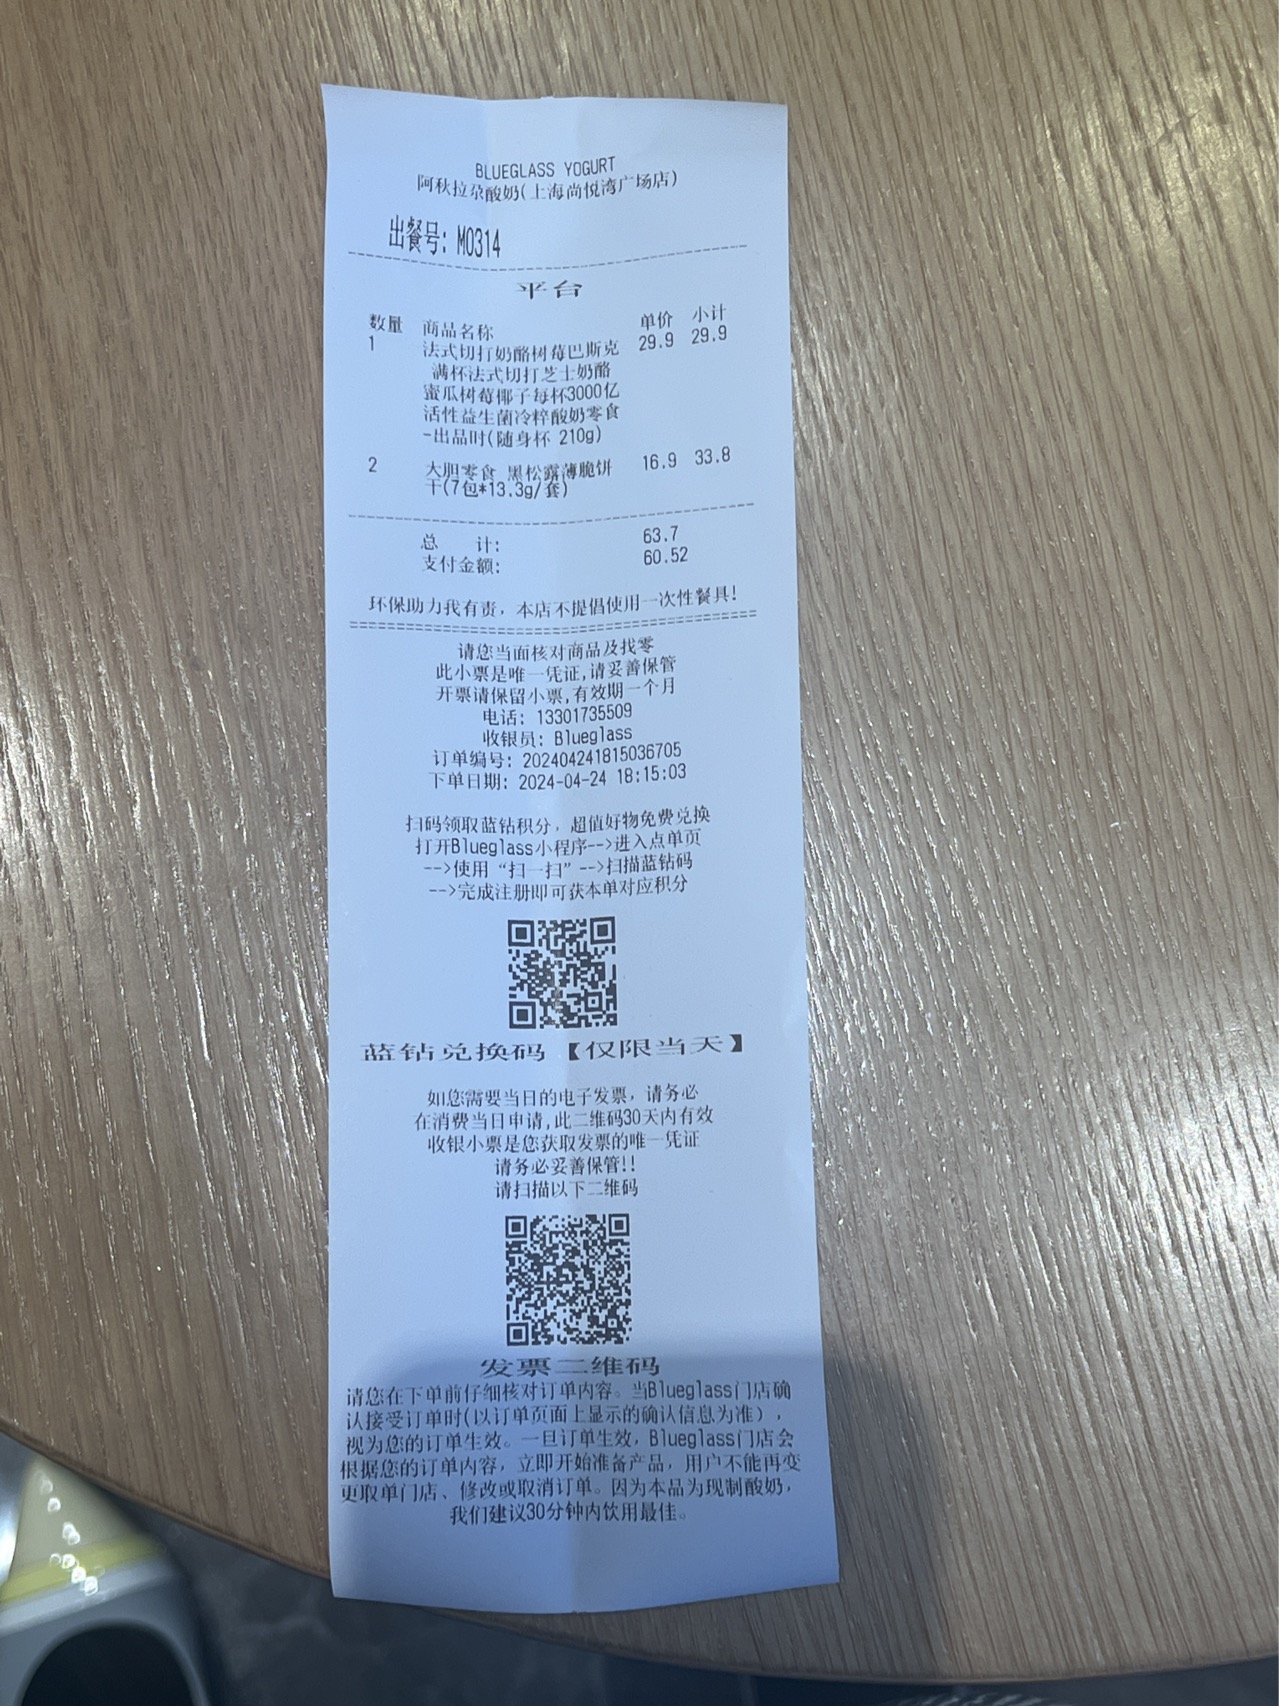 BLUEGLASS YOGURT
阿秋拉尕酸奶(上海尚悦湾广场店)
出餐号: M0314
平台
数量 商品名称 单价 小计
1 法式切打奶酪树莓巴斯克 29.9 29.9
满杯法式切打芝士奶酪
蜜瓜树莓椰子每杯3000亿
活性益生菌冷粹酸奶零食
-出品时(随身杯 210g)
2 大胆零食 黑松露薄脆饼 16.9 33.8
干(7包*13.3g/套)
总 计: 63.7
支付金额: 60.52
环保助力我有责，本店不提倡使用一次性餐具!
请您当面核对商品及找零
此小票是唯一凭证,请妥善保管
开票请保留小票,有效期一个月
电话: 13301735509
收银员: Blueglass
订单编号: 202404241815036705
下单日期: 2024-04-24 18:15:03
扫码领取蓝钻积分，超值好物免费兑换
打开Blueglass小程序-->进入点单页
-->使用“扫一扫”-->扫描蓝钻码
-->完成注册即可获本单对应积分
蓝钻兑换码【仅限当天】
如您需要当日的电子发票，请务必
在消费当日申请,此二维码30天内有效
收银小票是您获取发票的唯一凭证
请务必妥善保管!!
请扫描以下二维码
发票二维码
请您在下单前仔细核对订单内容。当Blueglass门店确
认接受订单时(以订单页面上显示的确认信息为准)，
视为您的订单生效。一旦订单生效，Blueglass门店会
根据您的订单内容，立即开始准备产品，用户不能再变
更取单门店、修改或取消订单。因为本品为现制酸奶，
我们建议30分钟内饮用最佳。